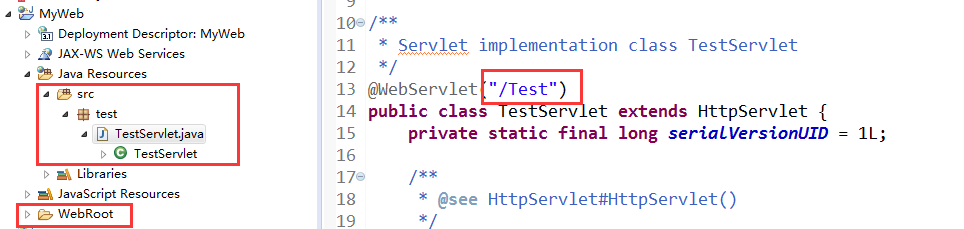 MyWeb
3.1 Deployment Descriptor: MyWeb
JAX-WS Web Services
Java Resources
src
test
TestServlet.java
TestServlet
Libraries
JavaScript Resources
WebRoot
10 /**
11 * Servlet implementation class TestServlet
12 */
13 @WebServlet("/Test")
14 public class TestServlet extends HttpServlet {
15 private static final long serialVersionUID = 1L;
16
17 /**
18 * @see HttpServlet#HttpServlet()
19 */